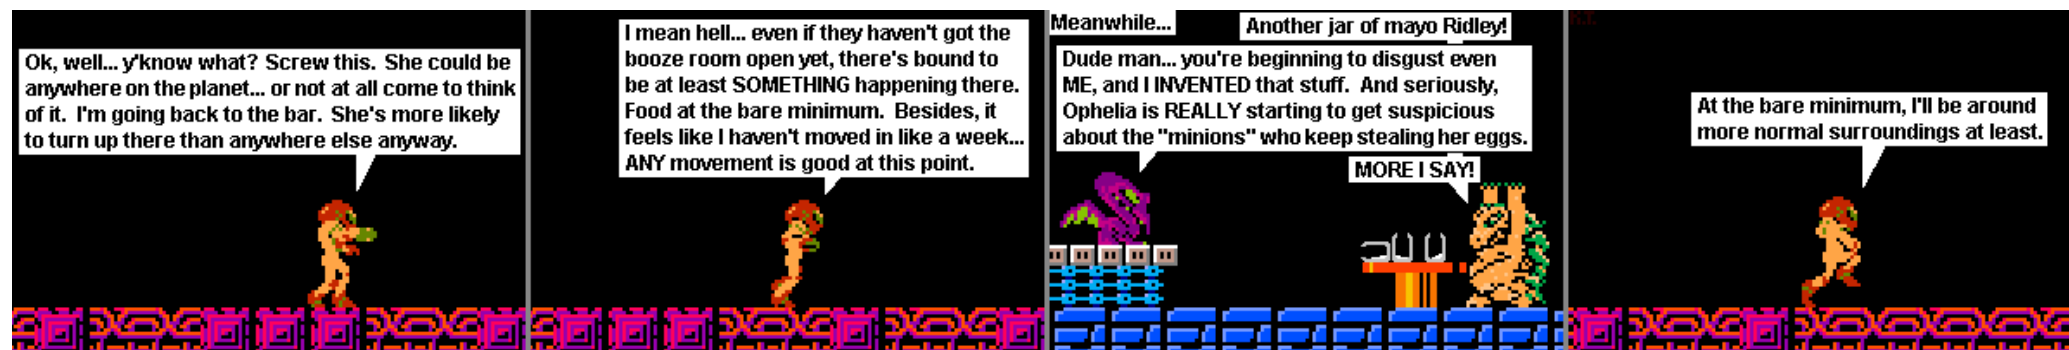 Ok, well... y'know what? Screw this. She could be
anywhere on the planet... or not at all come to think
of it. I'm going back to the bar. She's more likely
to turn up there than anywhere else anyway.
I mean hell... even if they haven't got the
booze room open yet, there's bound to
be at least SOMETHING happening there.
Food at the bare minimum. Besides, it
feels like I haven't moved in like a week...
ANY movement is good at this point.
Meanwhile...
Another jar of mayo Ridley!
Dude man... you're beginning to disgust even
ME, and I INVENTED that stuff. And seriously,
Ophelia is REALLY starting to get suspicious
about the "minions" who keep stealing her eggs.
MORE I SAY!
At the bare minimum, I'll be around
more normal surroundings at least.